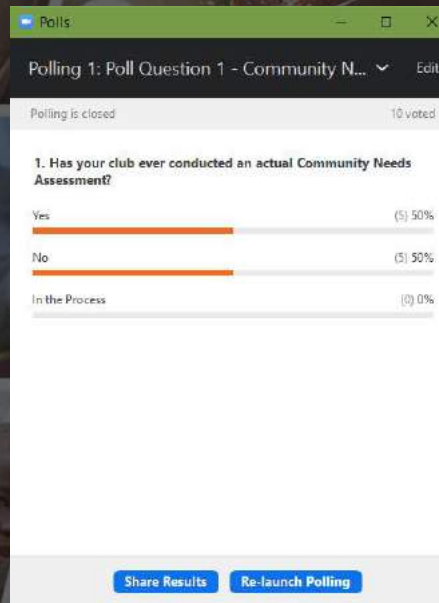 Polls
Polling 1: Poll Question 1 - Community N... Edit
Polling is closed 10 voted
1. Has your club ever conducted an actual Community Needs
Assessment?
Yes (5) 50%
No (5) 50%
In the Process (0) 0%
Share Results Re-launch Polling